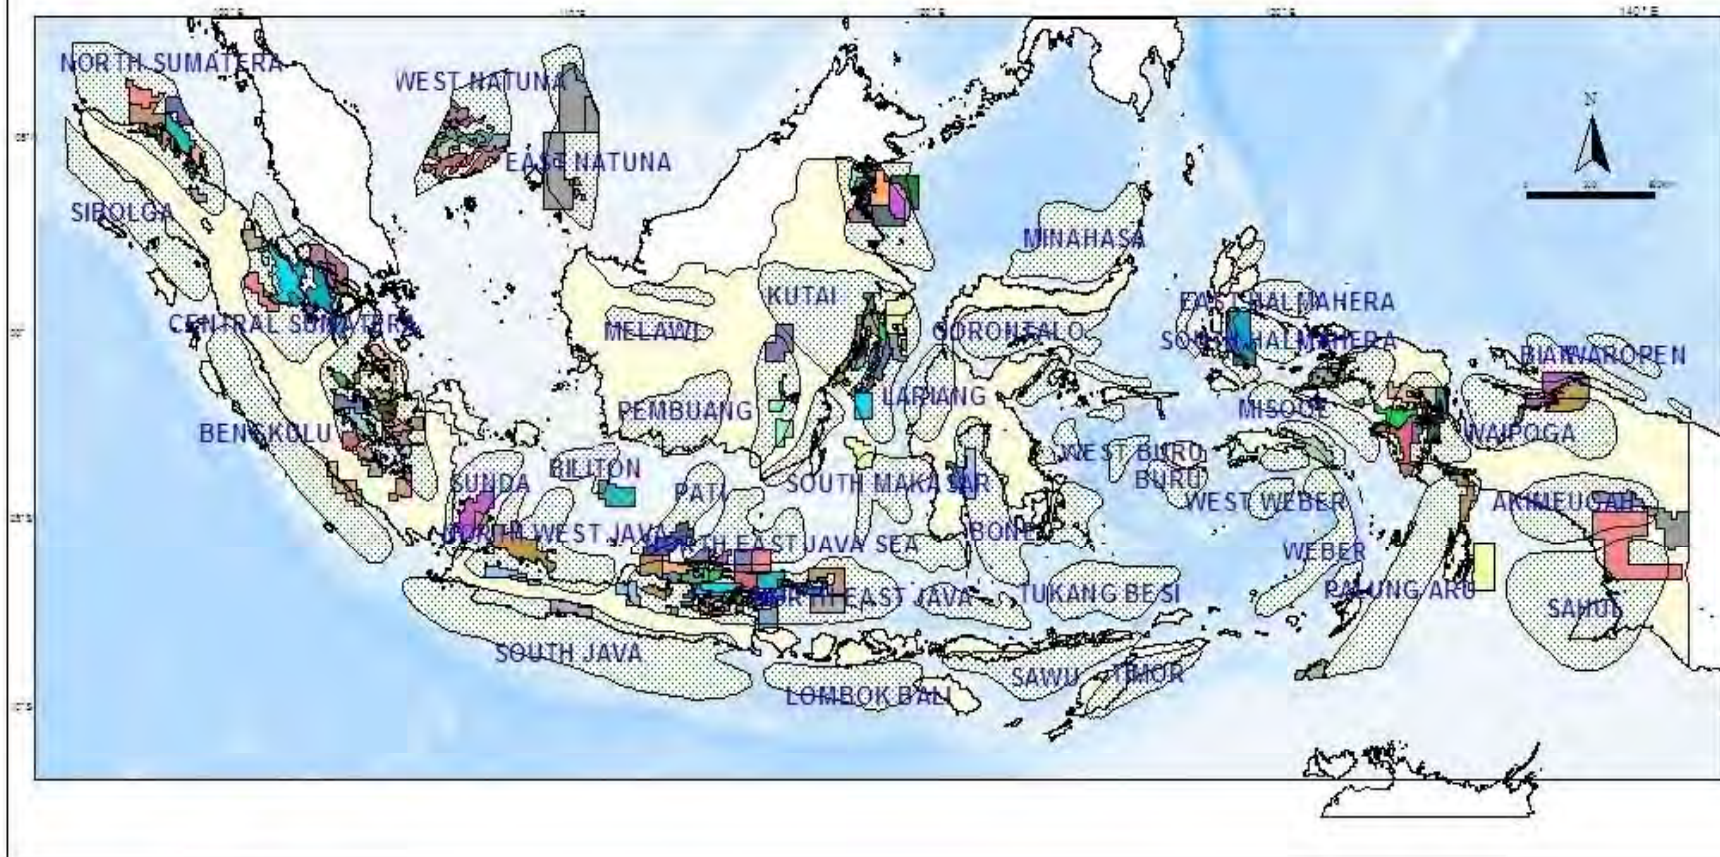 NORTH SUMATERA
WEST NATUNA
EAST NATUNA
N
SIBOLGA
MINAHASA
KUTAI
EAST HALMAHERA
CENTRAL SUMATERA
MELAWI
GORONTALO
SOUTH HALMAHERA
BIAK
WAROPEN
PEMBUANG
LARIANG
MISOOL
BENGKULU
WAIPOGA
WEST BURU
BURU
BILITON
SUNDA
PATI
SOUTH MAKASAR
WEST WEBER
AKIMEUGAH
NORTH WEST JAVA
NORTH EAST JAVA SEA
BONE
WEBER
NORTH EAST JAVA
TUKANG BESI
PALUNG ARU
SAHUL
SOUTH JAVA
SAWU
TIMOR
LOMBOK BALI